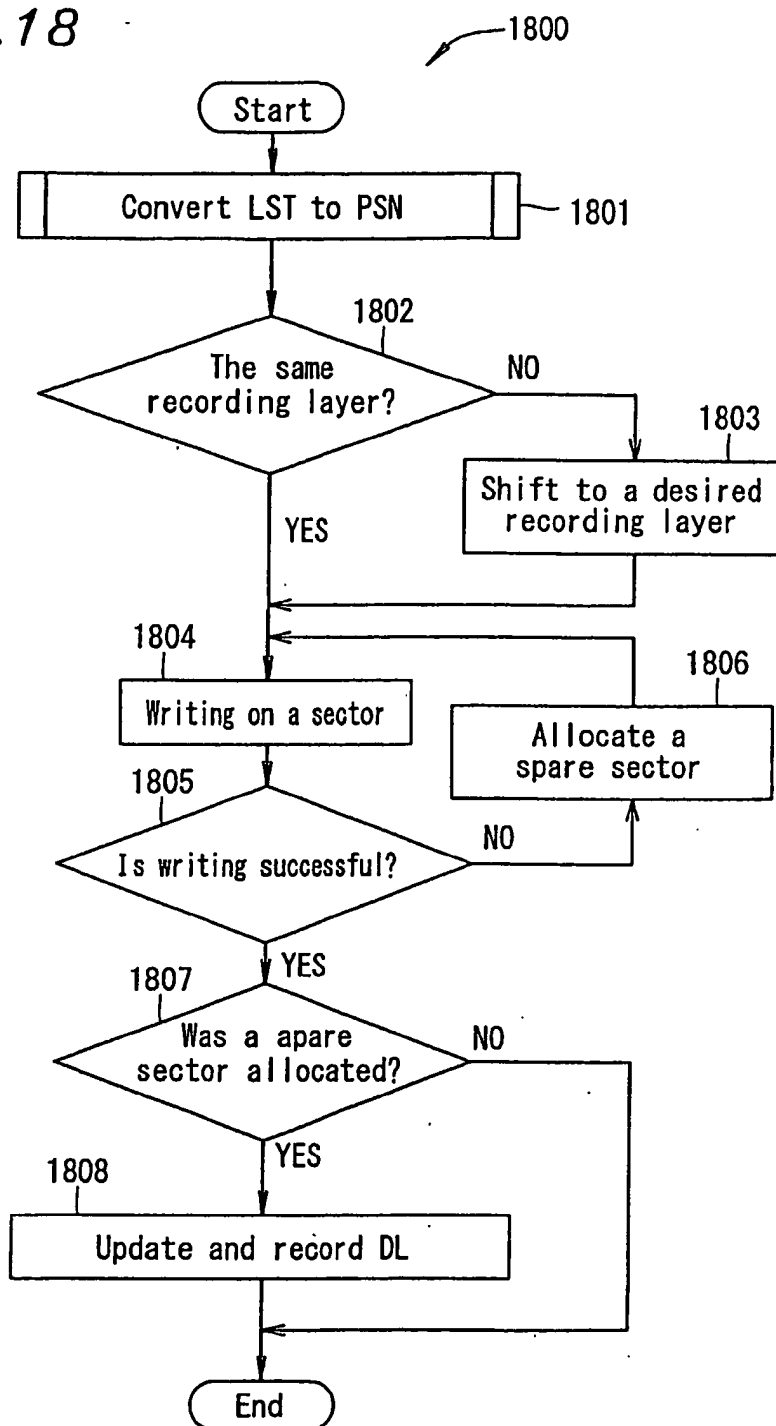 .18
1800
Start
Convert LST to PSN
1801
1802
The same
recording layer?
NO
1803
Shift to a desired
recording layer
YES
1804
Writing on a sector
1806
Allocate a
spare sector
1805
Is writing successful?
NO
YES
1807
Was a apare
sector allocated?
NO
YES
1808
Update and record DL
End